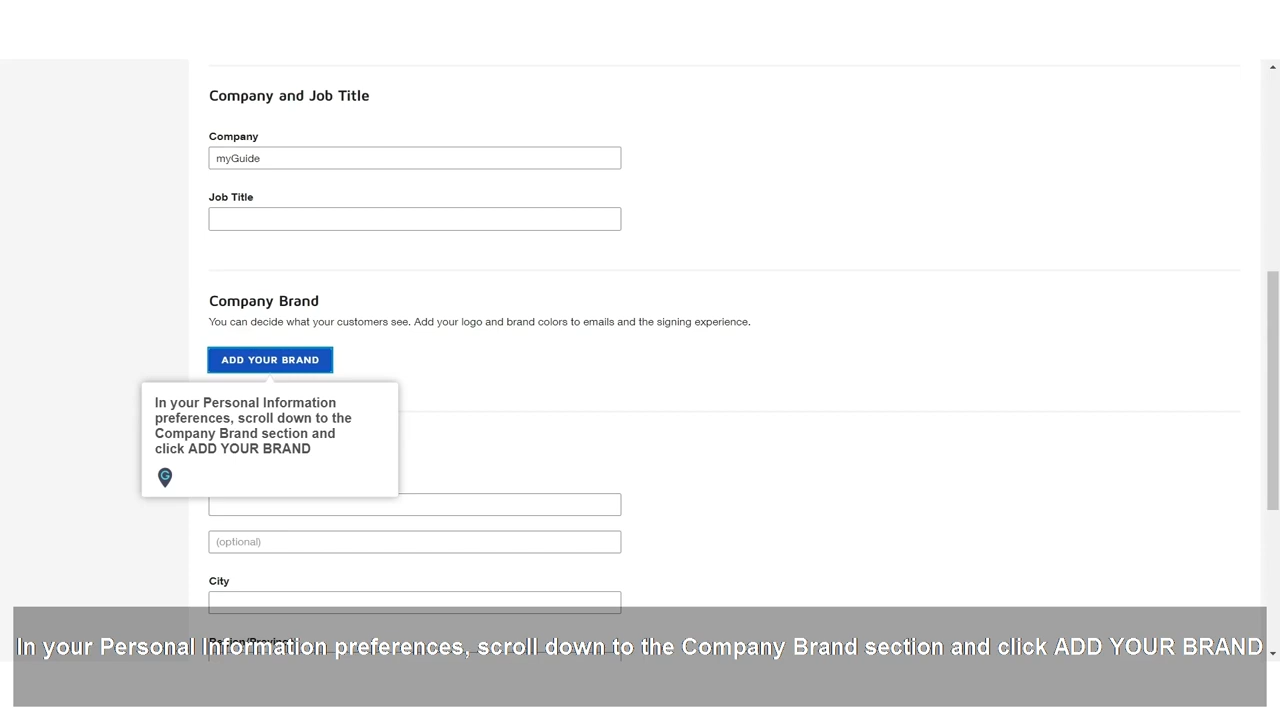 Company and Job Title
Company
myGuide
Job Title
Company Brand
You can decide what your customers see. Add your logo and brand colors to emails and the signing experience.
ADD YOUR BRAND
In your Personal Information
preferences, scroll down to the
Company Brand section and
click ADD YOUR BRAND
G
(optional)
City
In your Personal Information preferences, scroll down to the Company Brand section and click ADD YOUR BRAND